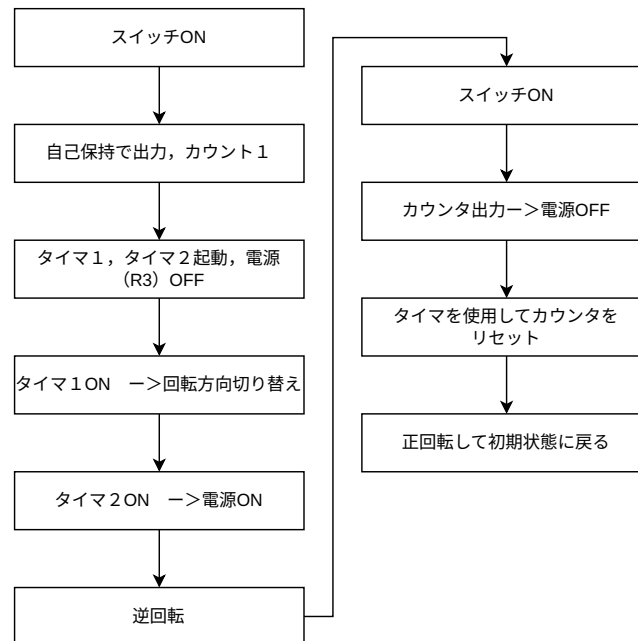 スイッチON
自己保持で出力，カウント１
タイマ１，タイマ２起動，電源
（R3）OFF
タイマ１ON　ー＞回転方向切り替え
タイマ２ON　ー＞電源ON
逆回転
スイッチON
カウンタ出力ー＞電源OFF
タイマを使用してカウンタを
リセット
正回転して初期状態に戻る